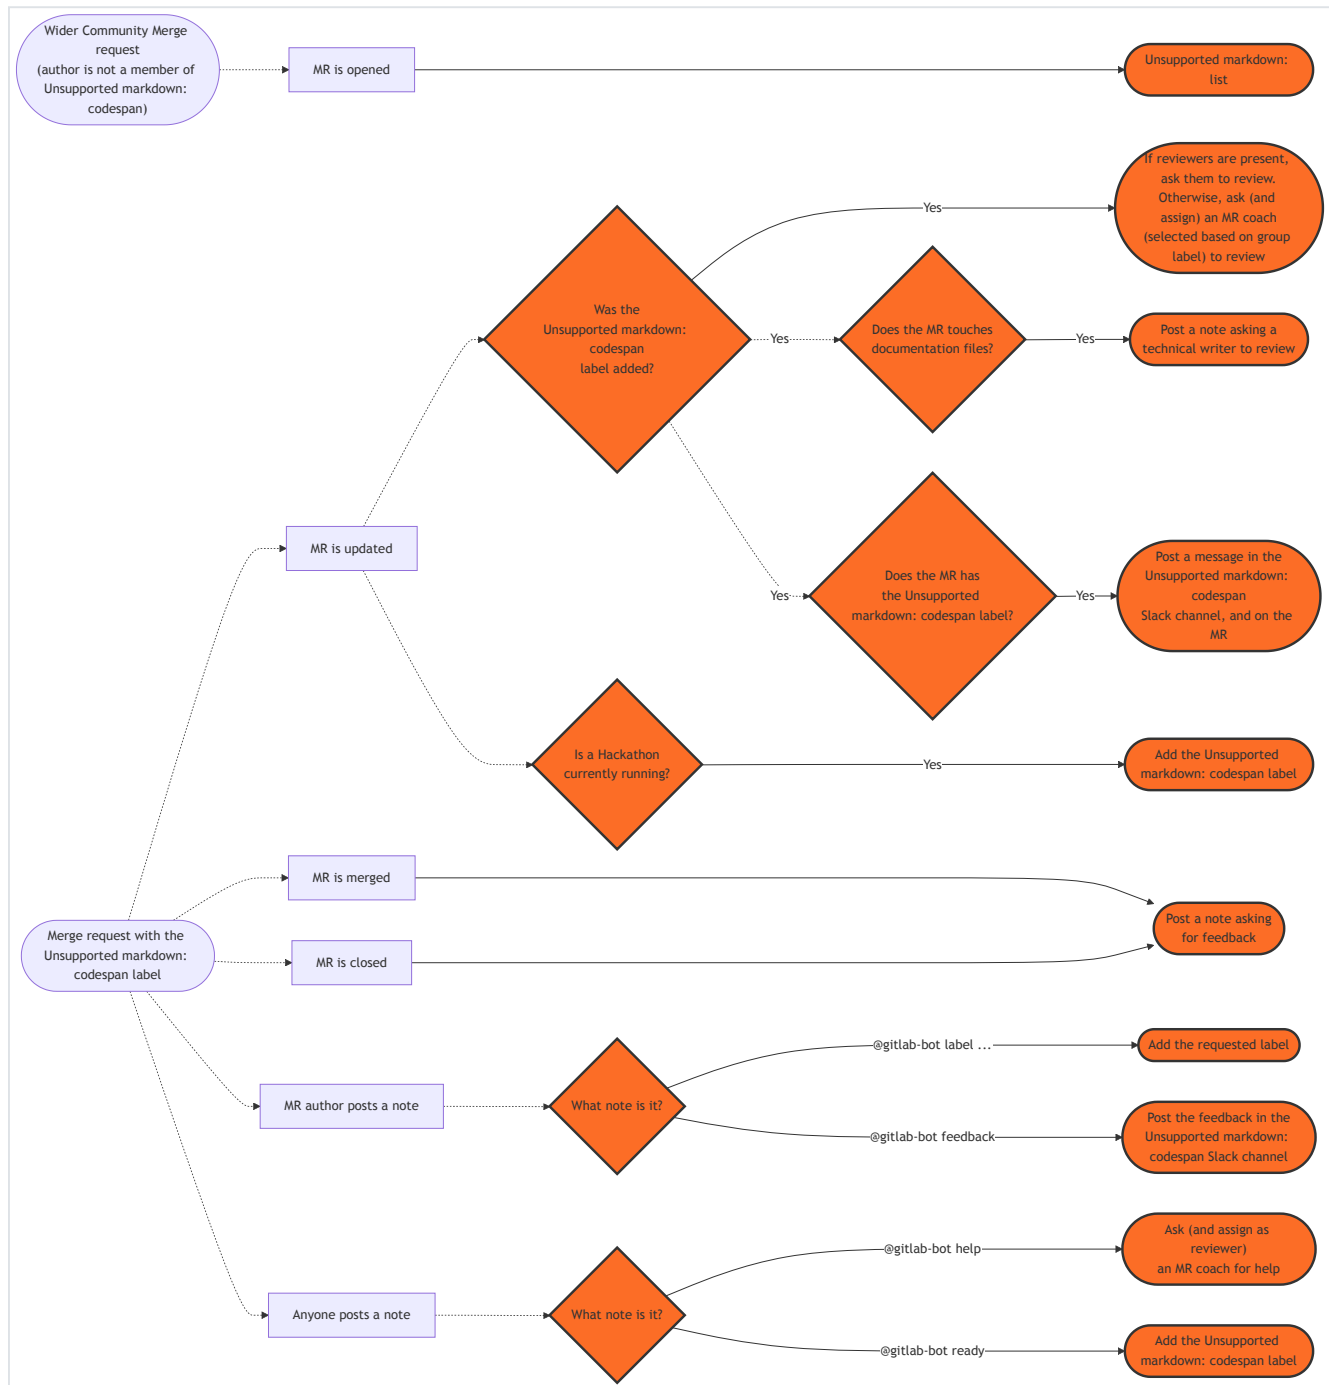 Wider Community Merge
request
(author is not a member of
Unsupported markdown:
codespan)
MR is opened
Unsupported markdown:
list
If reviewers are present,
ask them to review.
Otherwise, ask (and
assign) an MR coach
(selected based on group
label) to review
Yes
Was the
Unsupported markdown:
codespan
label added?
Yes
Does the MR touches
documentation files?
Yes
Post a note asking a
technical writer to review
MR is updated
Yes
Does the MR has
the Unsupported
markdown: codespan label?
Yes
Post a message in the
Unsupported markdown:
codespan
Slack channel, and on the
MR
Is a Hackathon
currently running?
Yes
Add the Unsupported
markdown: codespan label
MR is merged
Merge request with the
Unsupported markdown:
codespan label
MR is closed
Post a note asking
for feedback
MR author posts a note
What note is it?
@gitlab-bot label ...
Add the requested label
@gitlab-bot feedback
Post the feedback in the
Unsupported markdown:
codespan Slack channel
Anyone posts a note
What note is it?
@gitlab-bot help
Ask (and assign as
reviewer)
an MR coach for help
@gitlab-bot ready
Add the Unsupported
markdown: codespan label